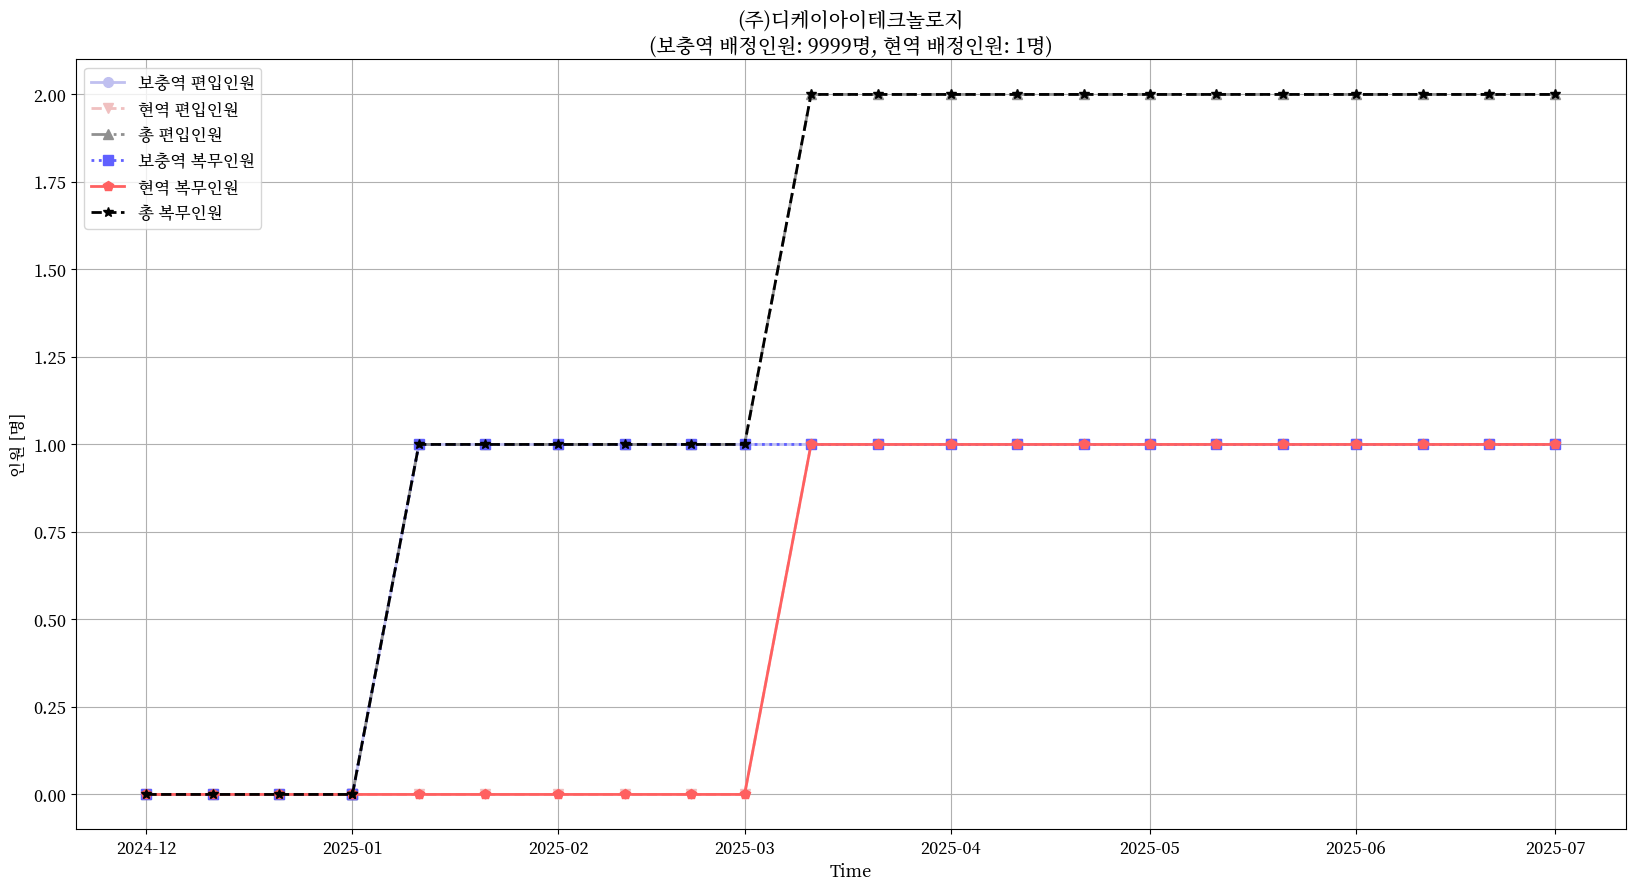 (주)디케이아이테크놀로지
(보충역 배정인원: 9999명, 현역 배정인원: 1명)
보충역 편입인원
현역 편입인원
총 편입인원
보충역 복무인원
현역 복무인원
총 복무인원
2.00
1.75
1.50
1.25
1.00
0.75
0.50
0.25
0.00
인원 [명]
2024-12
2025-01
2025-02
2025-03
2025-04
2025-05
2025-06
2025-07
Time